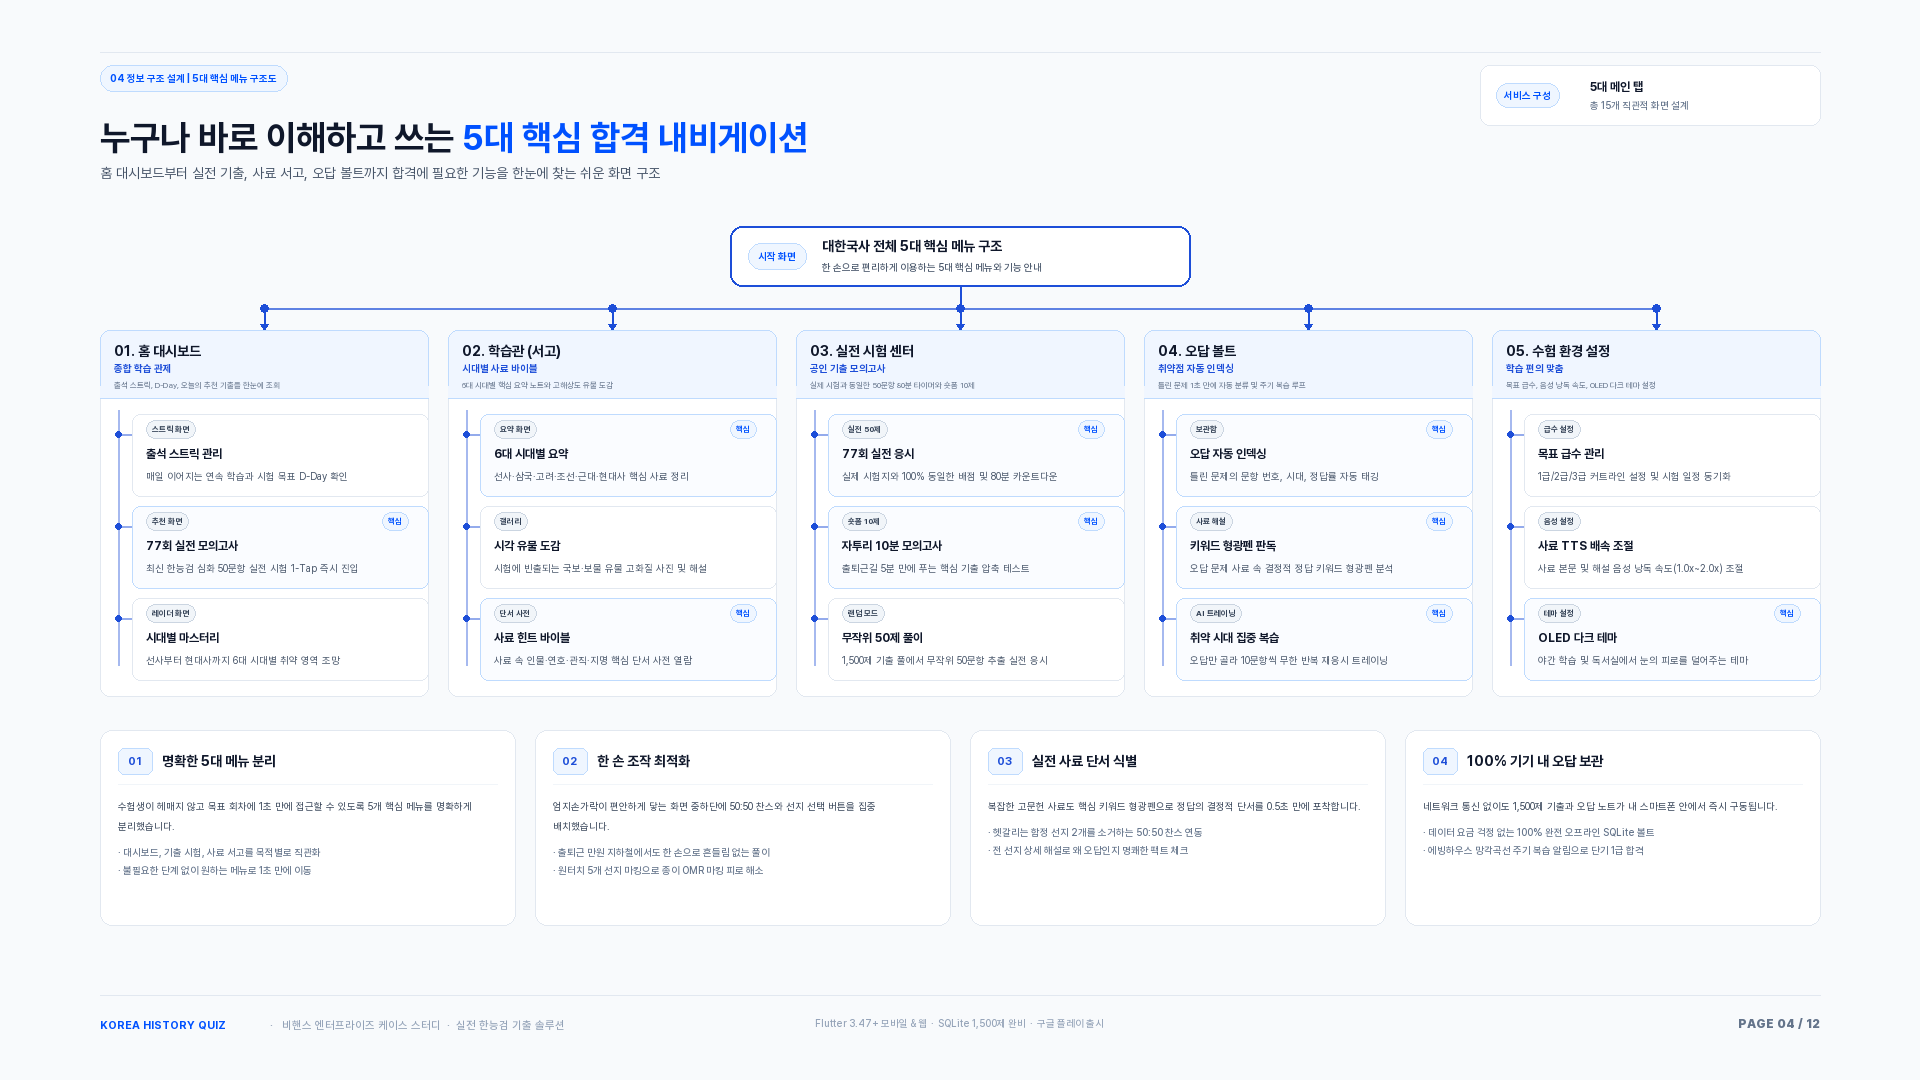 04 정보 구조 설계 | 5대 핵심 메뉴 구조도
서비스 구성
5대 메인 탭
총 15개 직관적 화면 설계
누구나 바로 이해하고 쓰는 5대 핵심 합격 내비게이션
홈 대시보드부터 실전 기출, 사료 서고, 오답 볼트까지 합격에 필요한 기능을 한눈에 찾는 쉬운 화면 구조
시작 화면
대한국사 전체 5대 핵심 메뉴 구조
한 손으로 편리하게 이용하는 5대 핵심 메뉴와 기능 안내
01. 홈 대시보드
종합 학습 관제
출석 스트릭, D-Day, 오늘의 추천 기출을 한눈에 조회
스트릭 화면
출석 스트릭 관리
매일 이어지는 연속 학습과 시험 목표 D-Day 확인
추천 화면
핵심
77회 실전 모의고사
최신 한능검 심화 50문항 실전 시험 1-Tap 즉시 진입
레이더 화면
시대별 마스터리
선사부터 현대사까지 6대 시대별 취약 영역 조망
02. 학습관 (서고)
시대별 사료 바이블
6대 시대별 핵심 요약 노트와 고해상도 유물 도감
요약 화면
핵심
6대 시대별 요약
선사·삼국·고려·조선·근대·현대사 핵심 사료 정리
갤러리
시각 유물 도감
시험에 빈출되는 국보·보물 유물 고화질 사진 및 해설
단서 사전
핵심
사료 힌트 바이블
사료 속 인물·연호·관직·지명 핵심 단서 사전 열람
03. 실전 시험 센터
공인 기출 모의고사
실제 시험과 동일한 50문항 80분 타이머와 숏폼 10제
실전 50제
핵심
77회 실전 응시
실제 시험지와 100% 동일한 배점 및 80분 카운트다운
숏폼 10제
핵심
자투리 10분 모의고사
출퇴근길 5분 만에 푸는 핵심 기출 압축 테스트
랜덤 모드
무작위 50제 풀이
1,500제 기출 풀에서 무작위 50문항 추출 실전 응시
04. 오답 볼트
취약점 자동 인덱싱
틀린 문제 1초 만에 자동 분류 및 주기 복습 루프
보관함
핵심
오답 자동 인덱싱
틀린 문제의 문항 번호, 시대, 정답률 자동 태깅
사료 해설
핵심
키워드 형광펜 판독
오답 문제 사료 속 결정적 정답 키워드 형광펜 분석
AI 트레이닝
핵심
취약 시대 집중 복습
오답만 골라 10문항씩 무한 반복 재응시 트레이닝
05. 수험 환경 설정
학습 편의 맞춤
목표 급수, 음성 낭독 속도, OLED 다크 테마 설정
급수 설정
목표 급수 관리
1급/2급/3급 커트라인 설정 및 시험 일정 동기화
음성 설정
사료 TTS 배속 조절
사료 본문 및 해설 음성 낭독 속도(1.0x~2.0x) 조절
테마 설정
핵심
OLED 다크 테마
야간 학습 및 독서실에서 눈의 피로를 덜어주는 테마
01
명확한 5대 메뉴 분리
수험생이 헤매지 않고 목표 회차에 1초 만에 접근할 수 있도록 5개 핵심 메뉴를 명확하게
분리했습니다.
· 대시보드, 기출 시험, 사료 서고를 목적별로 직관화
· 불필요한 단계 없이 원하는 메뉴로 1초 만에 이동
02
한 손 조작 최적화
엄지손가락이 편안하게 닿는 화면 중하단에 50:50 찬스와 선지 선택 버튼을 집중
배치했습니다.
· 출퇴근 만원 지하철에서도 한 손으로 흔들림 없는 풀이
· 원터치 5개 선지 마킹으로 종이 OMR 마킹 피로 해소
03
실전 사료 단서 식별
복잡한 고문헌 사료도 핵심 키워드 형광펜으로 정답의 결정적 단서를 0.5초 만에 포착합니다.
· 헷갈리는 함정 선지 2개를 소거하는 50:50 찬스 연동
· 전 선지 상세 해설로 왜 오답인지 명쾌한 팩트 체크
04
100% 기기 내 오답 보관
네트워크 통신 없이도 1,500제 기출과 오답 노트가 내 스마트폰 안에서 즉시 구동됩니다.
· 데이터 요금 걱정 없는 100% 완전 오프라인 SQLite 볼트
· 에빙하우스 망각곡선 주기 복습 알림으로 단기 1급 합격
KOREA HISTORY QUIZ · 비핸스 엔터프라이즈 케이스 스터디 · 실전 한능검 기출 솔루션
Flutter 3.47+ 모바일 & 웹 · SQLite 1,500제 완비 · 구글 플레이 출시
PAGE 04 / 12